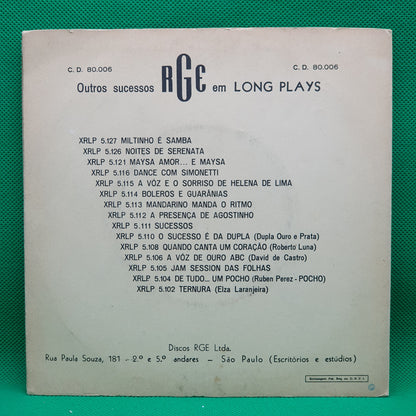 C. D. 80.006 C. D. 80.006
Outros sucessos RGE em LONG PLAYS
XRLP 5.127 MILTINHO É SAMBA
XRLP 5.126 NOITES DE SERENATA
XRLP 5.121 MAYSA AMOR... E MAYSA
XRLP 5.116 DANCE COM SIMONETTI
XRLP 5.115 A VÓZ E O SORRISO DE HELENA DE LIMA
XRLP 5.114 BOLEROS E GUARÂNIAS
XRLP 5.113 MANDARINO MANDA O RITMO
XRLP 5.112 A PRESENÇA DE AGOSTINHO
XRLP 5.111 SUCESSOS
XRLP 5.110 O SUCESSO É DA DUPLA (Dupla Ouro e Prata)
XRLP 5.108 QUANDO CANTA UM CORAÇÃO (Roberto Luna)
XRLP 5.106 A VÓZ DE OURO ABC (David de Castro)
XRLP 5.105 JAM SESSION DAS FOLHAS
XRLP 5.104 DE TUDO... UM POCHO (Ruben Perez - POCHO)
XRLP 5.102 TERNURA (Elza Laranjeira)
Discos RGE Ltda.
Rua Paula Souza, 181 - 2.º e 5.º andares - São Paulo (Escritórios e estúdios)